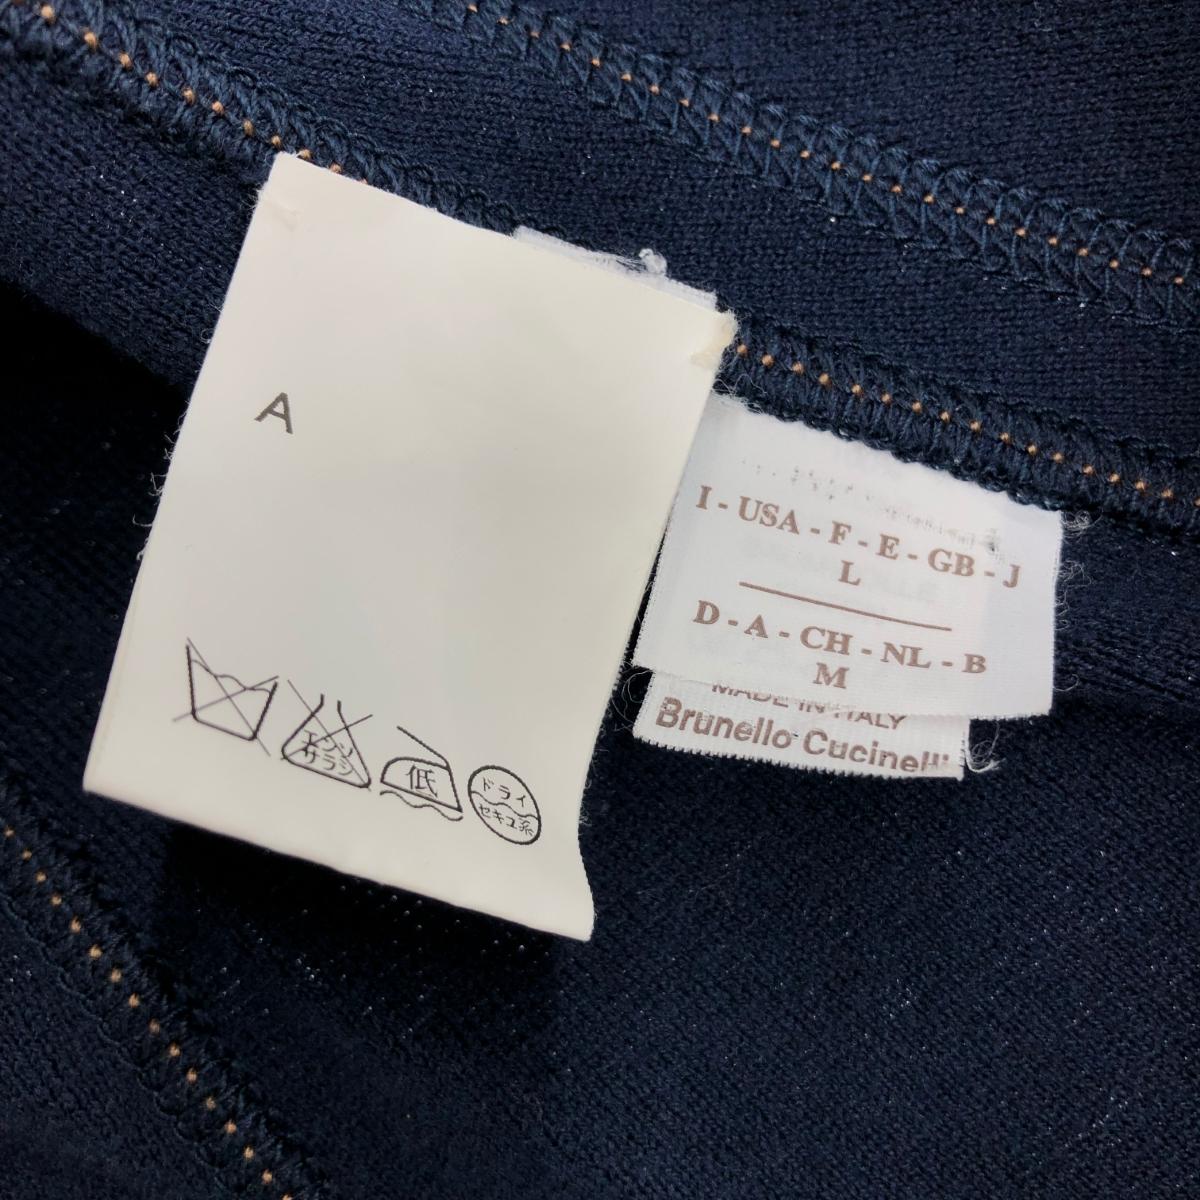 A
エンソ
サラシ
低
ドライ
セキユ系
I - USA - F - E - GB - J
L
D - A - CH - NL - B
M
MADE IN ITALY
Brunello Cucinelli